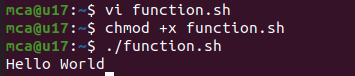 mca@u17:~$ vi function.sh
mca@u17:~$ chmod +x function.sh
mca@u17:~$ ./function.sh
Hello World